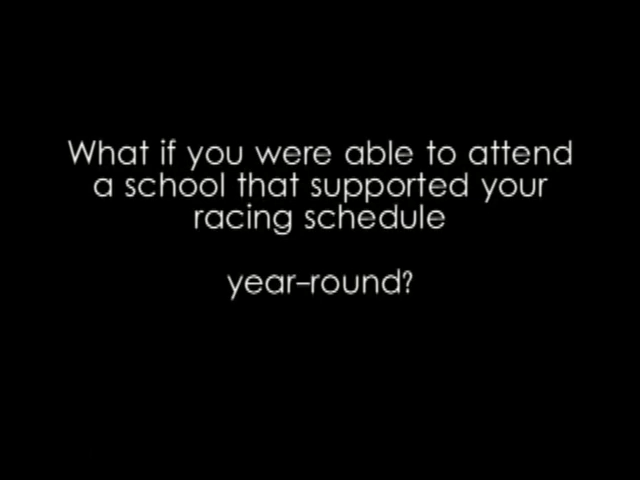 What if you were able to attend
a school that supported your
racing schedule
year-round?